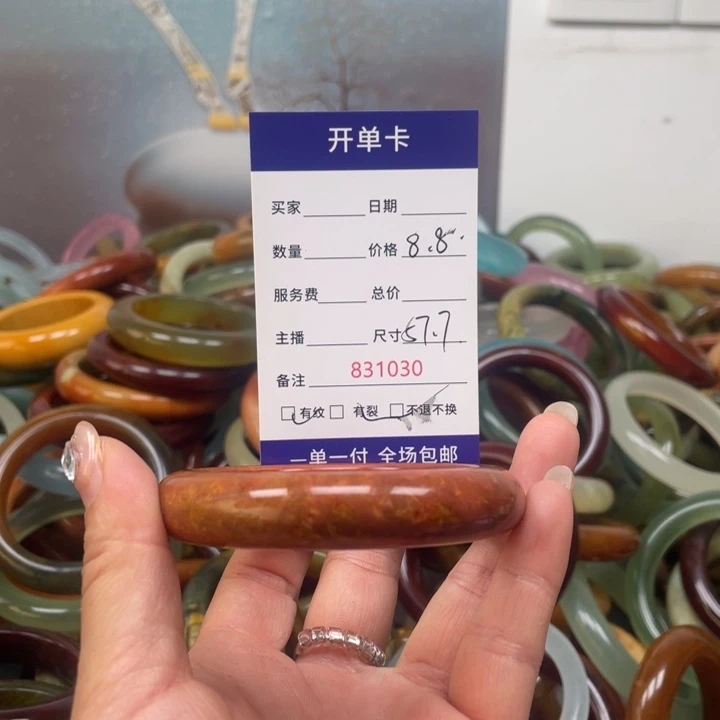 开单卡
买家 日期
数量 价格 8.8
服务费 总价
主播 尺寸 57.7
备注 831030
有纹 有裂 不退不换
一单一付 全场包邮